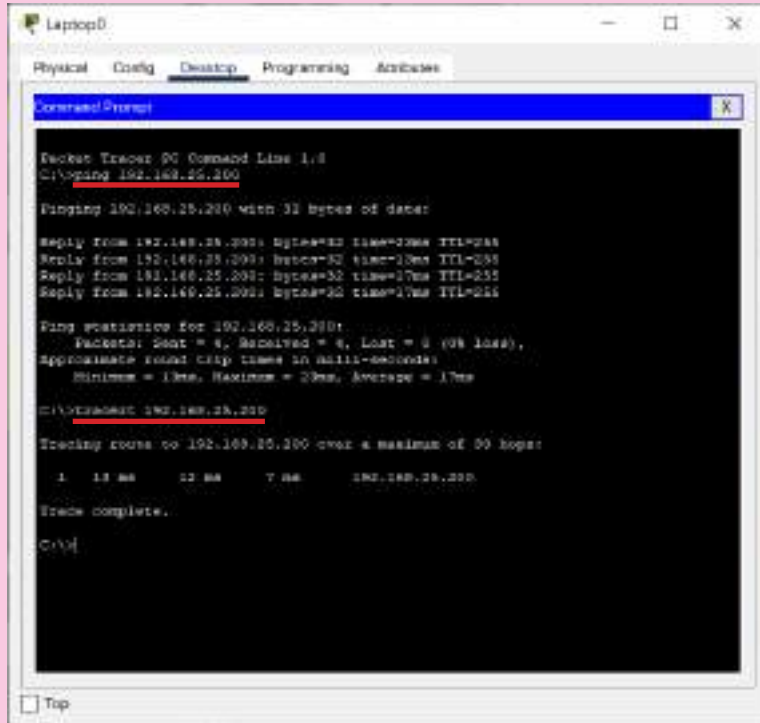 Laptop0
Physical Config Desktop Programming Attributes
Command Prompt X
Packet Tracer PC Command Line 1.0
C:\>ping 192.168.25.200
Pinging 192.168.25.200 with 32 bytes of data:
Reply from 192.168.25.200: bytes=32 time=23ms TTL=255
Reply from 192.168.25.200: bytes=32 time=13ms TTL=255
Reply from 192.168.25.200: bytes=32 time=17ms TTL=255
Reply from 192.168.25.200: bytes=32 time=17ms TTL=255
Ping statistics for 192.168.25.200:
Packets: Sent = 4, Received = 4, Lost = 0 (0% loss),
Approximate round trip times in milli-seconds:
Minimum = 13ms, Maximum = 23ms, Average = 17ms
C:\>tracert 192.168.25.200
Tracing route to 192.168.25.200 over a maximum of 30 hops:
1 13 ms 12 ms 7 ms 192.168.25.200
Trace complete.
C:\>
Top